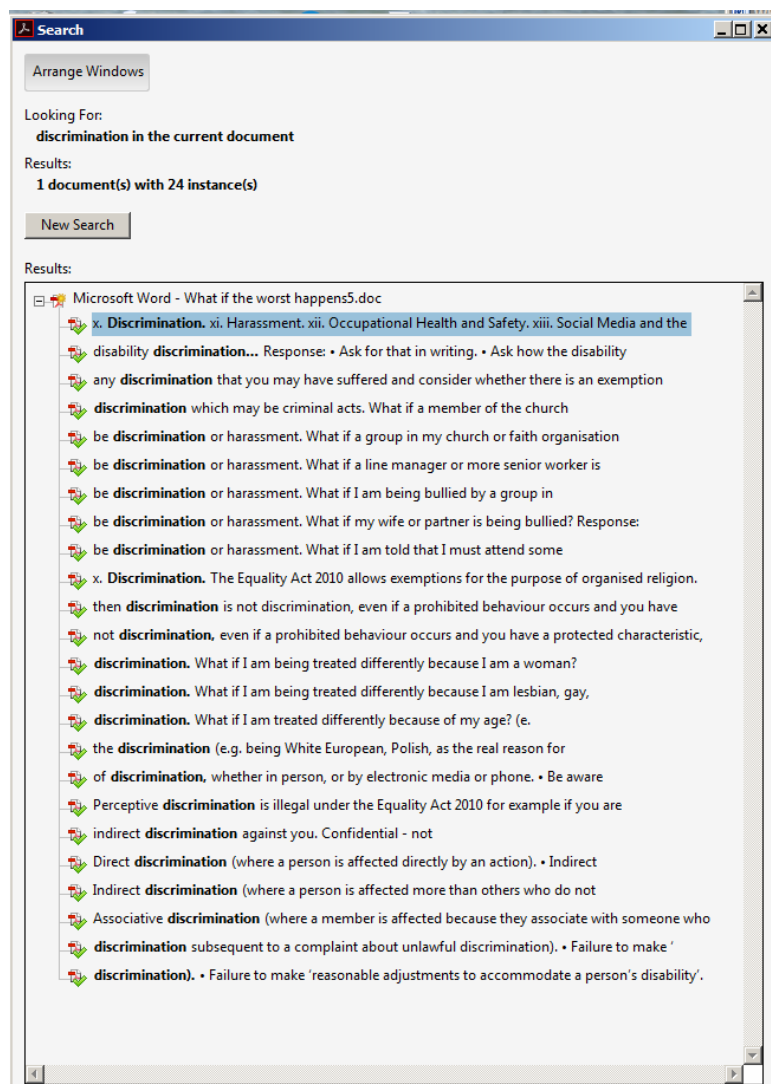 Search
Arrange Windows
Looking For:
discrimination in the current document
Results:
1 document(s) with 24 instance(s)
New Search
Results:
Microsoft Word - What if the worst happens5.doc
x. Discrimination. xi. Harassment. xii. Occupational Health and Safety. xiii. Social Media and the
disability discrimination... Response: • Ask for that in writing. • Ask how the disability
any discrimination that you may have suffered and consider whether there is an exemption
discrimination which may be criminal acts. What if a member of the church
be discrimination or harassment. What if a group in my church or faith organisation
be discrimination or harassment. What if a line manager or more senior worker is
be discrimination or harassment. What if I am being bullied by a group in
be discrimination or harassment. What if my wife or partner is being bullied? Response:
be discrimination or harassment. What if I am told that I must attend some
x. Discrimination. The Equality Act 2010 allows exemptions for the purpose of organised religion.
then discrimination is not discrimination, even if a prohibited behaviour occurs and you have
not discrimination, even if a prohibited behaviour occurs and you have a protected characteristic,
discrimination. What if I am being treated differently because I am a woman?
discrimination. What if I am being treated differently because I am lesbian, gay,
discrimination. What if I am treated differently because of my age? (e.
the discrimination (e.g. being White European, Polish, as the real reason for
of discrimination, whether in person, or by electronic media or phone. • Be aware
Perceptive discrimination is illegal under the Equality Act 2010 for example if you are
indirect discrimination against you. Confidential - not
Direct discrimination (where a person is affected directly by an action). • Indirect
Indirect discrimination (where a person is affected more than others who do not
Associative discrimination (where a member is affected because they associate with someone who
discrimination subsequent to a complaint about unlawful discrimination). • Failure to make ‘
discrimination). • Failure to make ‘reasonable adjustments to accommodate a person’s disability’.